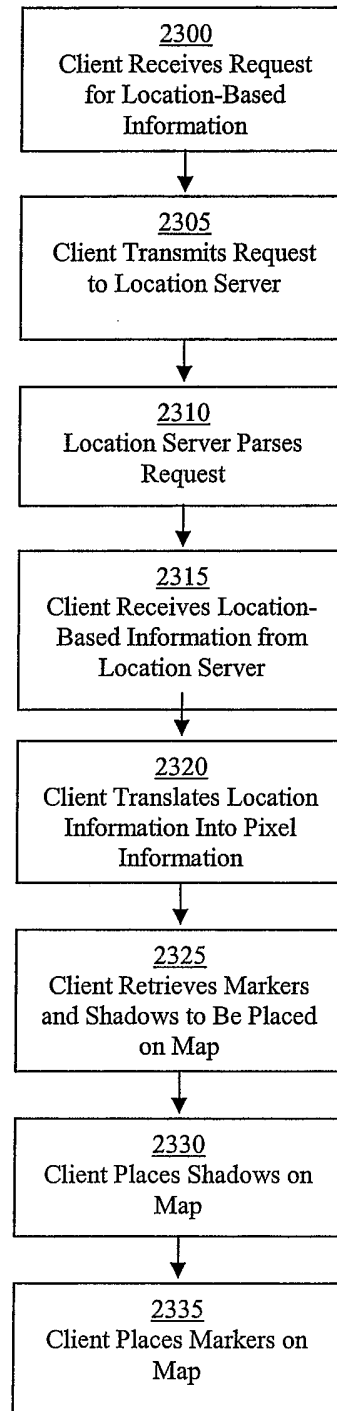 2300
Client Receives Request
for Location-Based
Information
2305
Client Transmits Request
to Location Server
2310
Location Server Parses
Request
2315
Client Receives Location-
Based Information from
Location Server
2320
Client Translates Location
Information Into Pixel
Information
2325
Client Retrieves Markers
and Shadows to Be Placed
on Map
2330
Client Places Shadows on
Map
2335
Client Places Markers on
Map